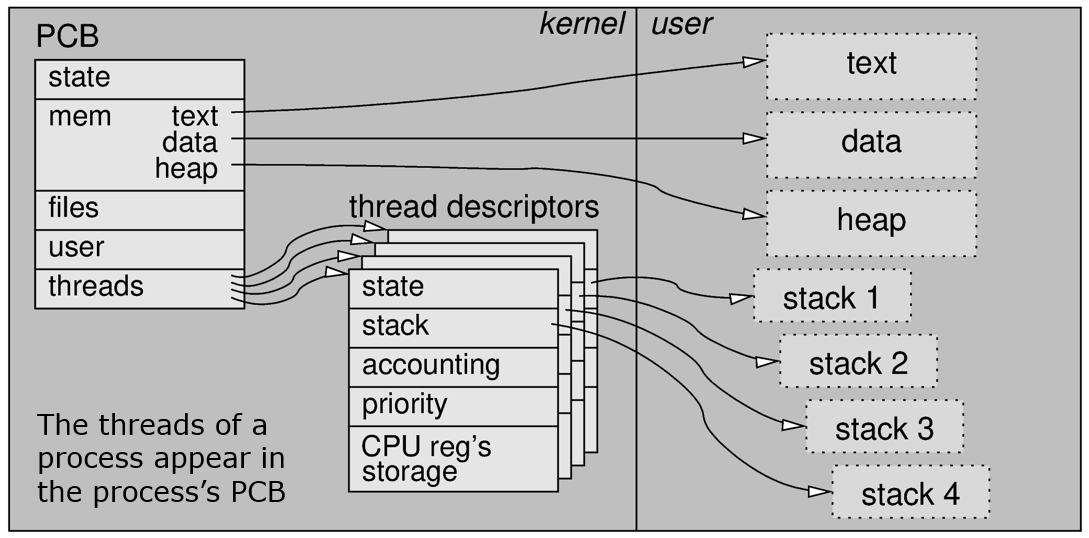 kernel user
PCB
state
mem text
data
heap
files
user
threads
thread descriptors
state
stack
accounting
priority
CPU reg's
storage
text
data
heap
stack 1
stack 2
stack 3
stack 4
The threads of a
process appear in
the process's PCB